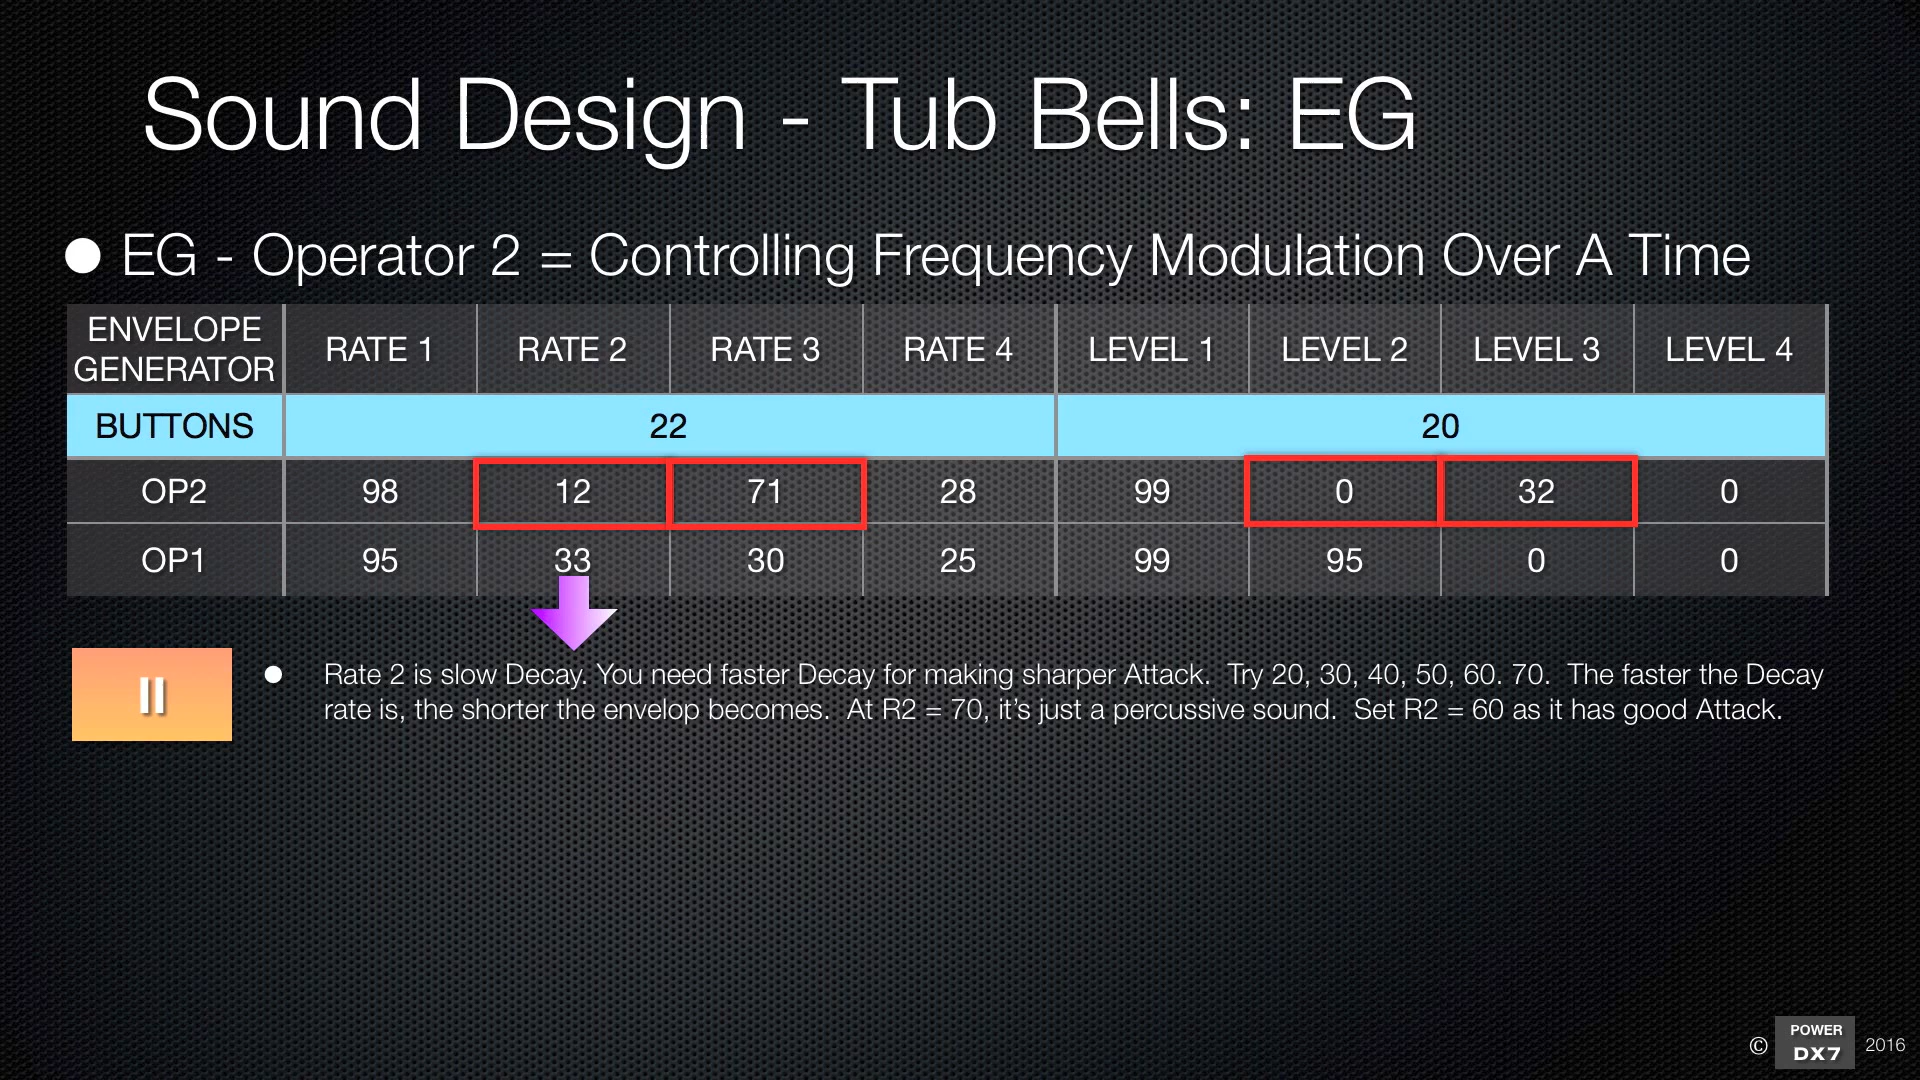 Sound Design - Tub Bells: EG
● EG - Operator 2 = Controlling Frequency Modulation Over A Time
ENVELOPE GENERATOR RATE 1 RATE 2 RATE 3 RATE 4 LEVEL 1 LEVEL 2 LEVEL 3 LEVEL 4
BUTTONS 22 20
OP2 98 12 71 28 99 0 32 0
OP1 95 33 30 25 99 95 0 0
● Rate 2 is slow Decay. You need faster Decay for making sharper Attack. Try 20, 30, 40, 50, 60. 70. The faster the Decay
rate is, the shorter the envelop becomes. At R2 = 70, it's just a percussive sound. Set R2 = 60 as it has good Attack.
© POWER DX7 2016